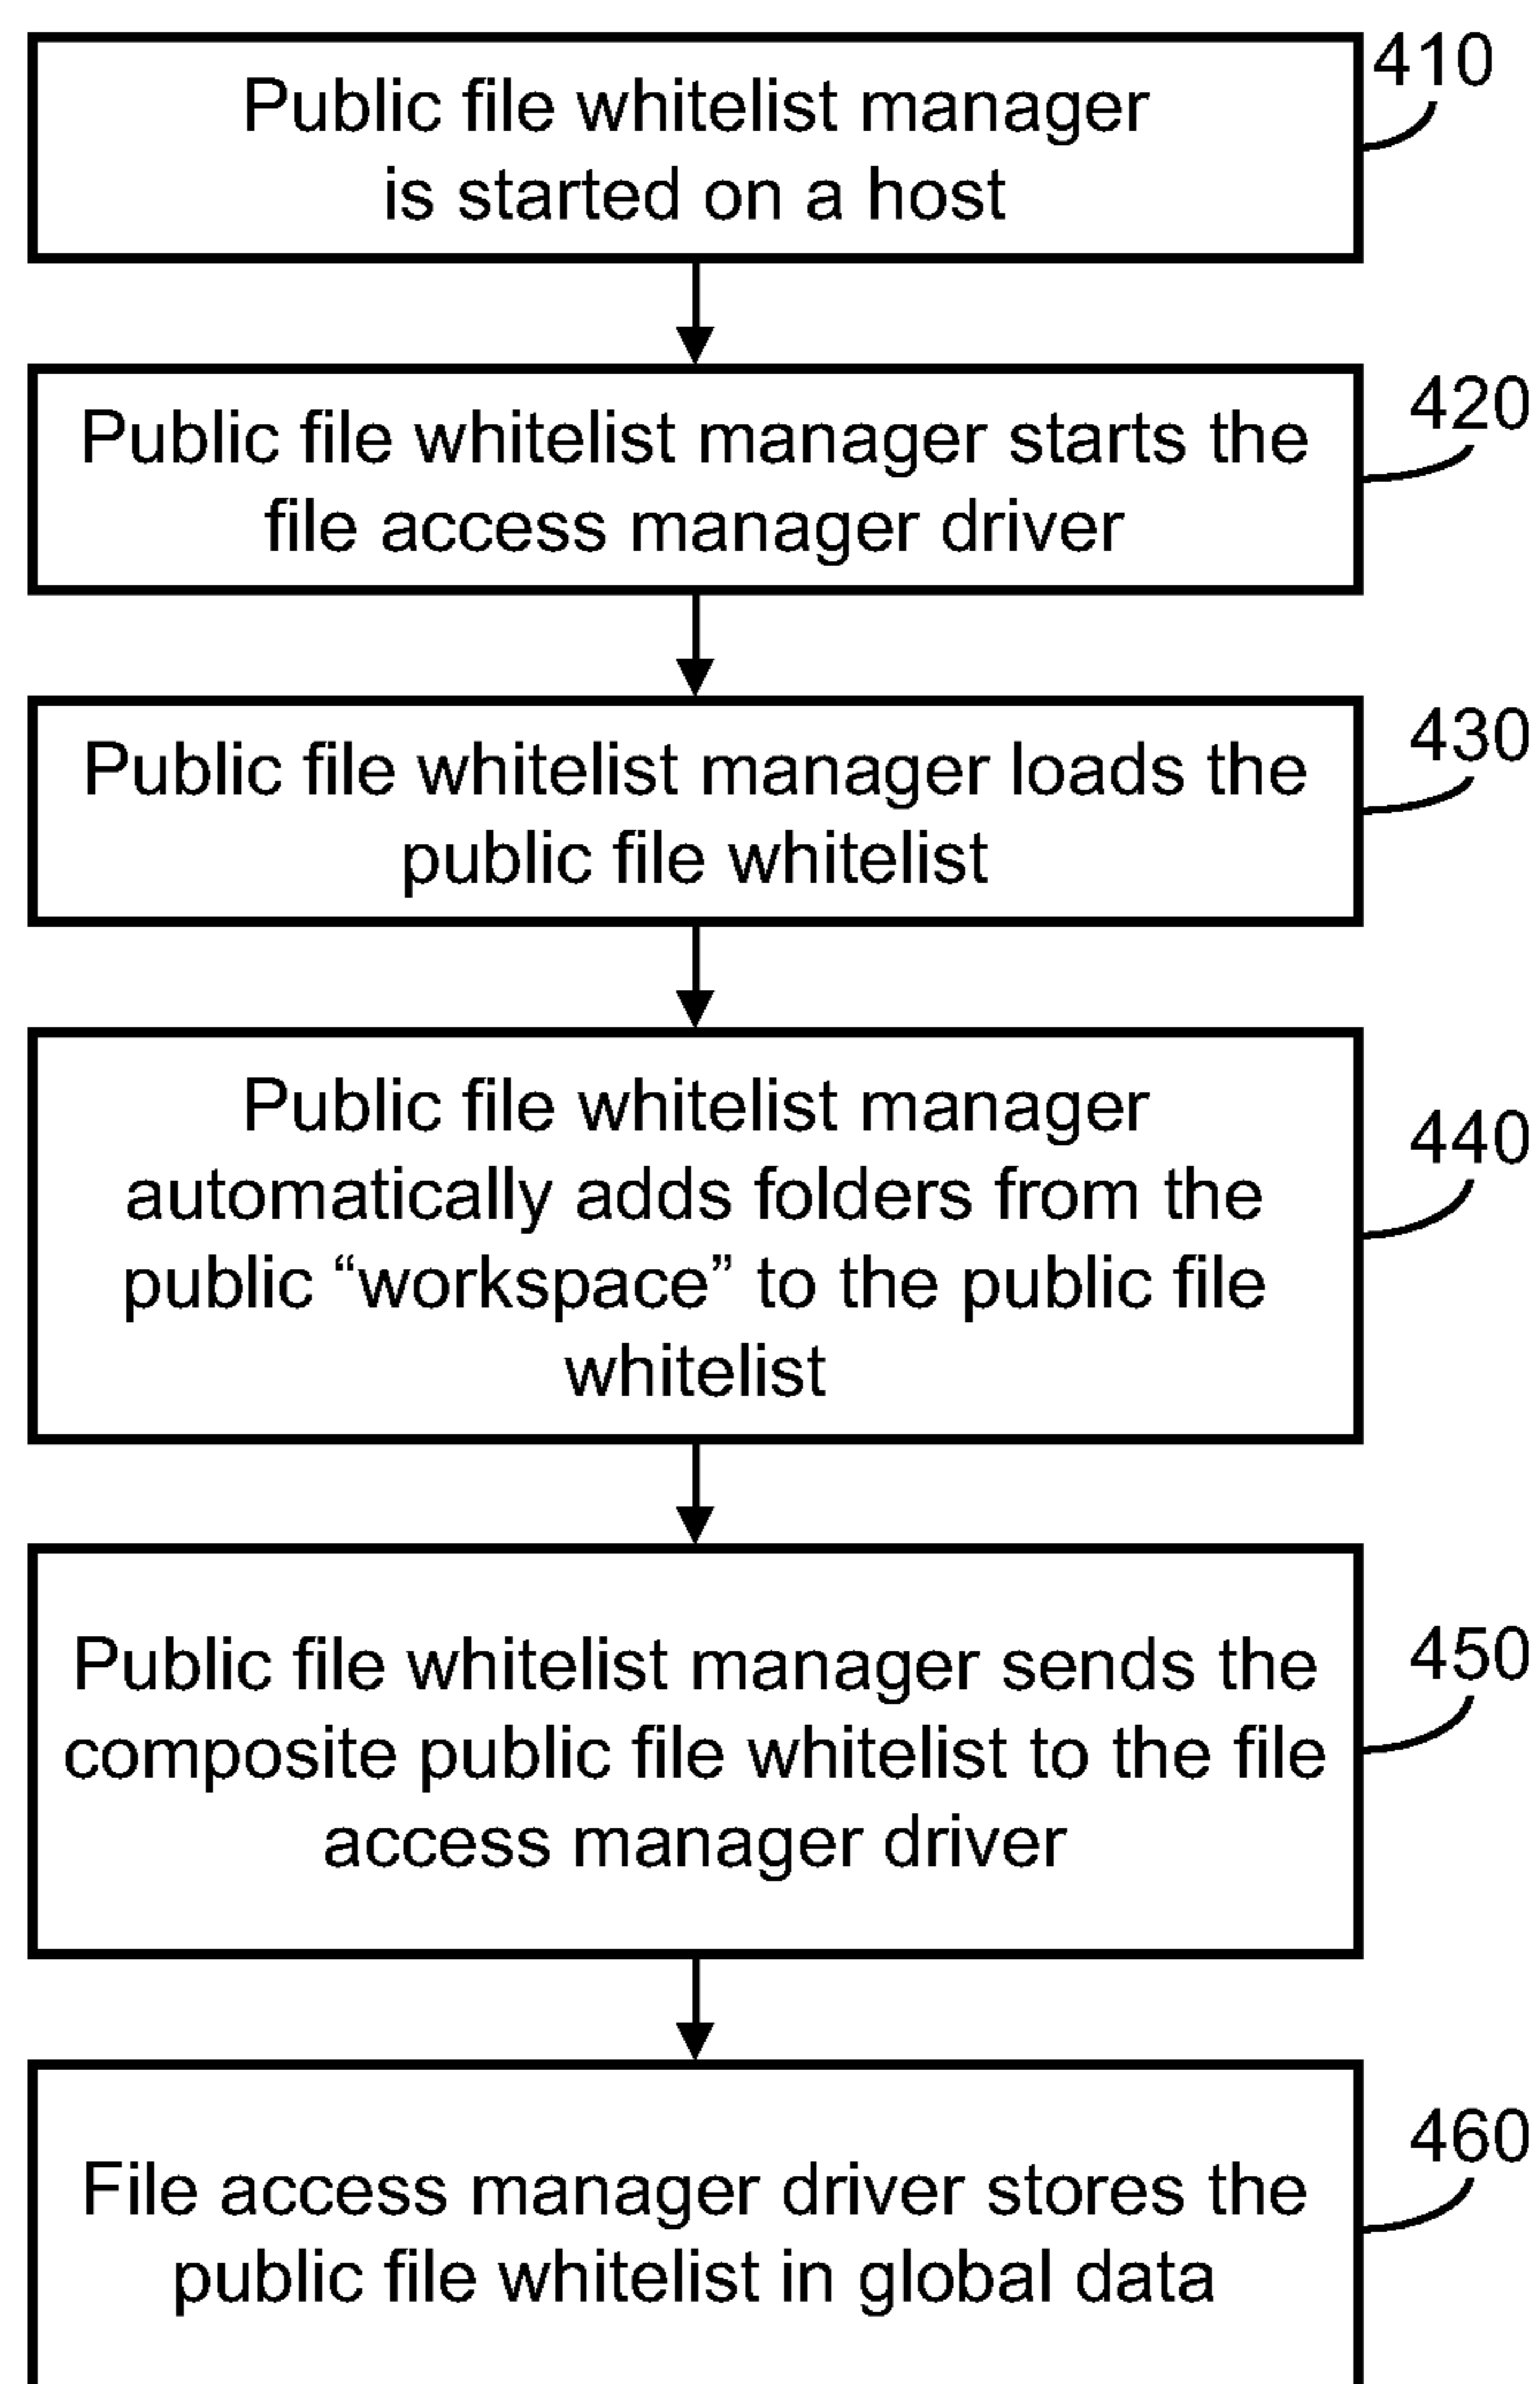 410
Public file whitelist manager
is started on a host
420
Public file whitelist manager starts the
file access manager driver
430
Public file whitelist manager loads the
public file whitelist
440
Public file whitelist manager
automatically adds folders from the
public “workspace” to the public file
whitelist
450
Public file whitelist manager sends the
composite public file whitelist to the file
access manager driver
460
File access manager driver stores the
public file whitelist in global data